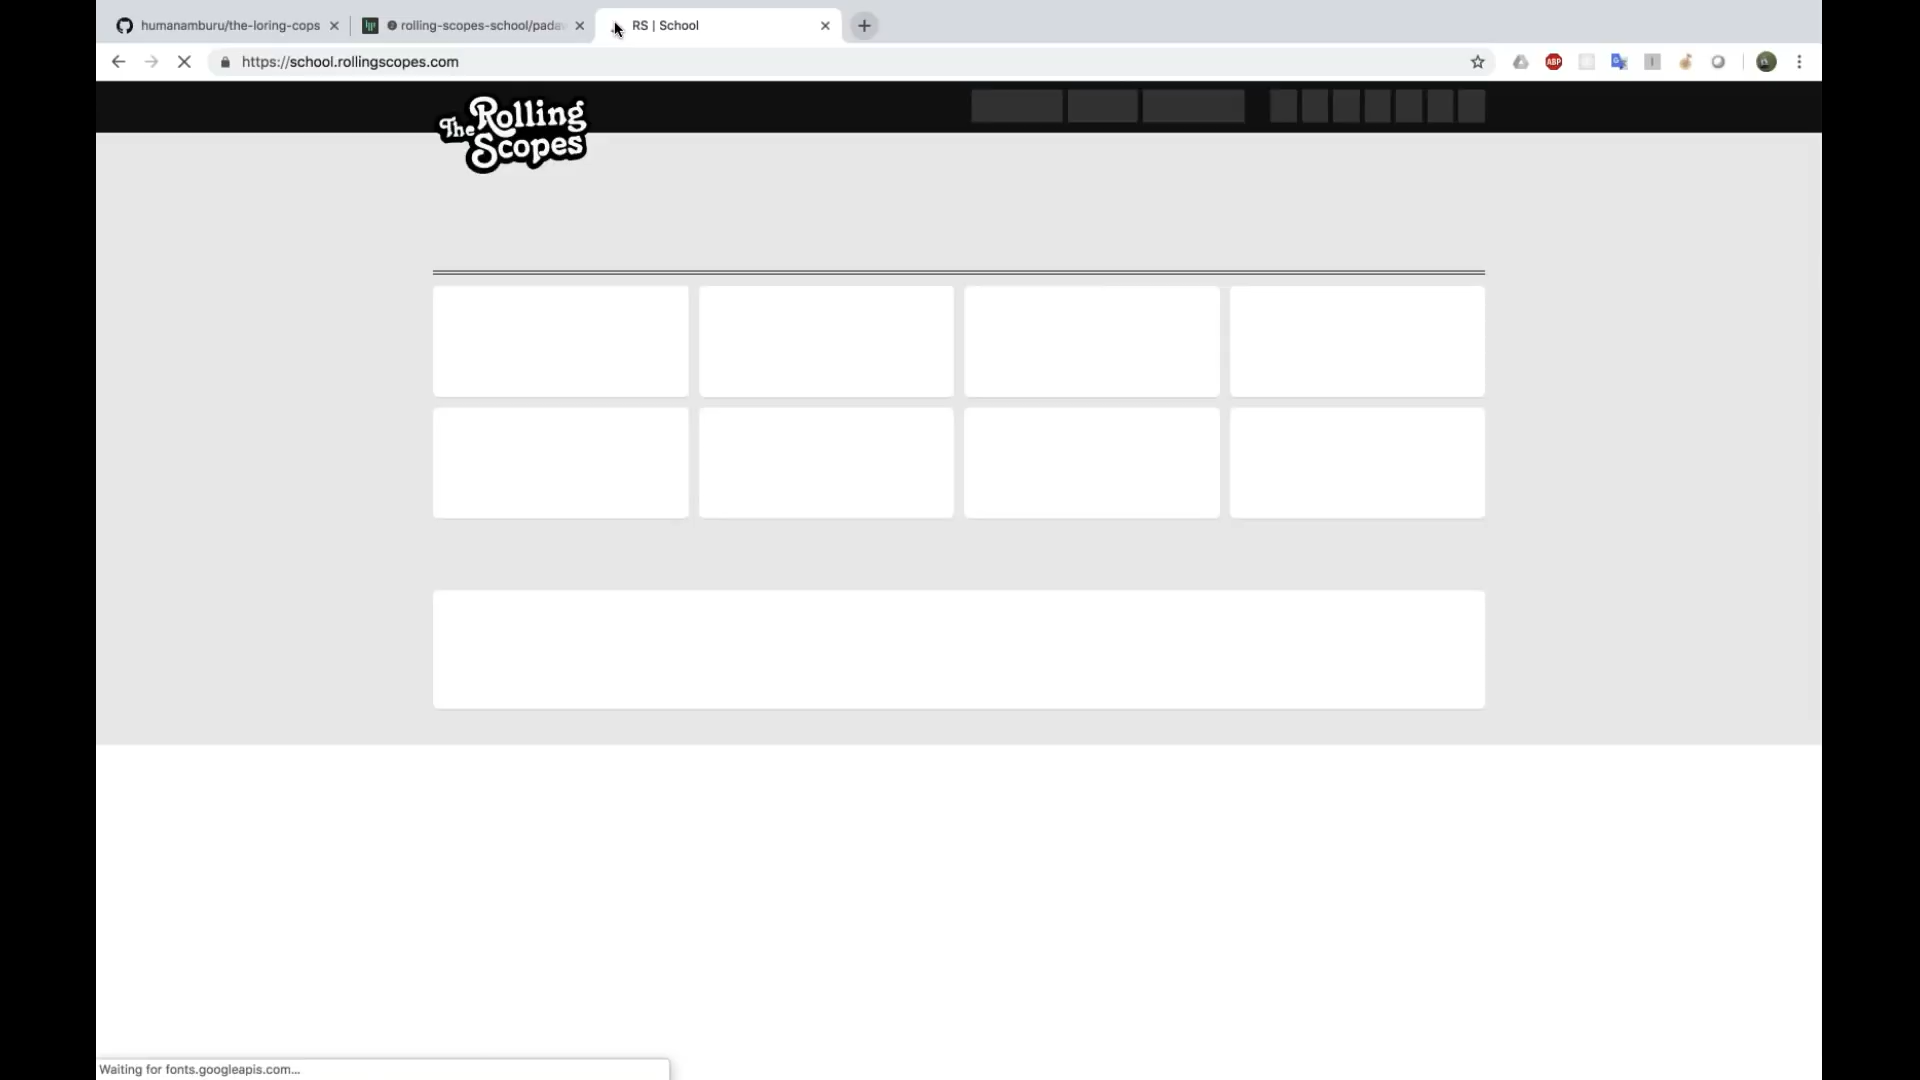 humanamburu/the-loring-cops
rolling-scopes-school/pada
RS | School
https://school.rollingscopes.com
ABP
The Rolling
Scopes
Waiting for fonts.googleapis.com...